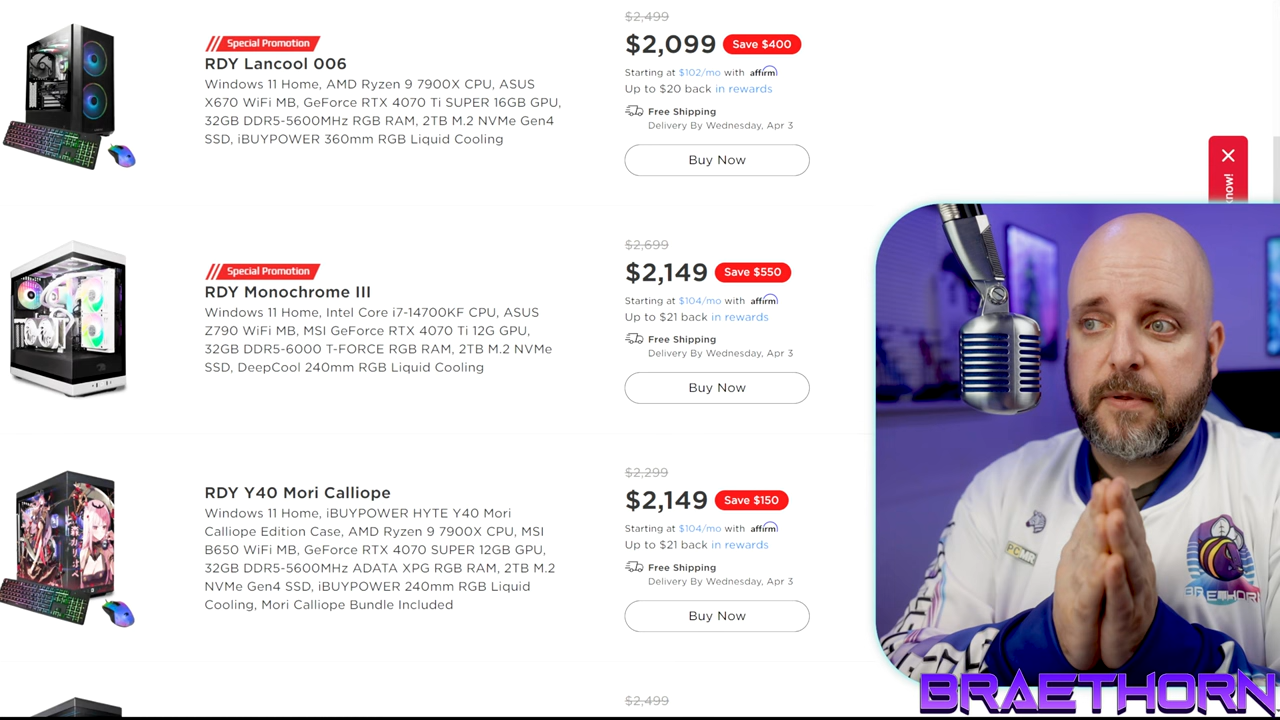 $2,499
Special Promotion
$2,099 Save $400
RDY Lancool 006
Windows 11 Home, AMD Ryzen 9 7900X CPU, ASUS
X670 WiFi MB, GeForce RTX 4070 Ti SUPER 16GB GPU,
32GB DDR5-5600MHz RGB RAM, 2TB M.2 NVMe Gen4
SSD, iBUYPOWER 360mm RGB Liquid Cooling
Starting at $102/mo with affirm
Up to $20 back in rewards
Free Shipping
Delivery By Wednesday, Apr 3
Buy Now
know!
$2,699
Special Promotion
$2,149 Save $550
RDY Monochrome III
Windows 11 Home, Intel Core i7-14700KF CPU, ASUS
Z790 WiFi MB, MSI GeForce RTX 4070 Ti 12G GPU,
32GB DDR5-6000 T-FORCE RGB RAM, 2TB M.2 NVMe
SSD, DeepCool 240mm RGB Liquid Cooling
Starting at $104/mo with affirm
Up to $21 back in rewards
Free Shipping
Delivery By Wednesday, Apr 3
Buy Now
$2,299
RDY Y40 Mori Calliope
$2,149 Save $150
Windows 11 Home, iBUYPOWER HYTE Y40 Mori
Calliope Edition Case, AMD Ryzen 9 7900X CPU, MSI
B650 WiFi MB, GeForce RTX 4070 SUPER 12GB GPU,
32GB DDR5-5600MHz ADATA XPG RGB RAM, 2TB M.2
NVMe Gen4 SSD, iBUYPOWER 240mm RGB Liquid
Cooling, Mori Calliope Bundle Included
Starting at $104/mo with affirm
Up to $21 back in rewards
Free Shipping
Delivery By Wednesday, Apr 3
Buy Now
$2,499
PCMR
BRAETHORN
BRAETHORN